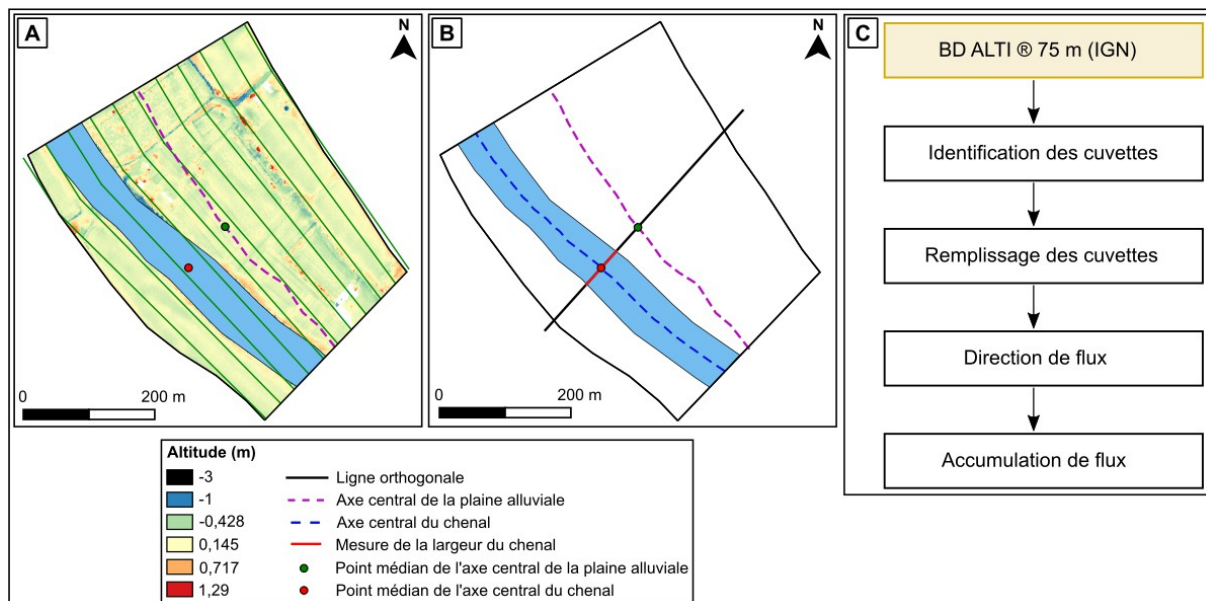 A
N
0
200 m
B
N
0
200 m
C
BD ALTI ® 75 m (IGN)
Identification des cuvettes
Remplissage des cuvettes
Direction de flux
Accumulation de flux
Altitude (m)
-3
-1
-0,428
0,145
0,717
1,29
Ligne orthogonale
Axe central de la plaine alluviale
Axe central du chenal
Mesure de la largeur du chenal
Point médian de l'axe central de la plaine alluviale
Point médian de l'axe central du chenal